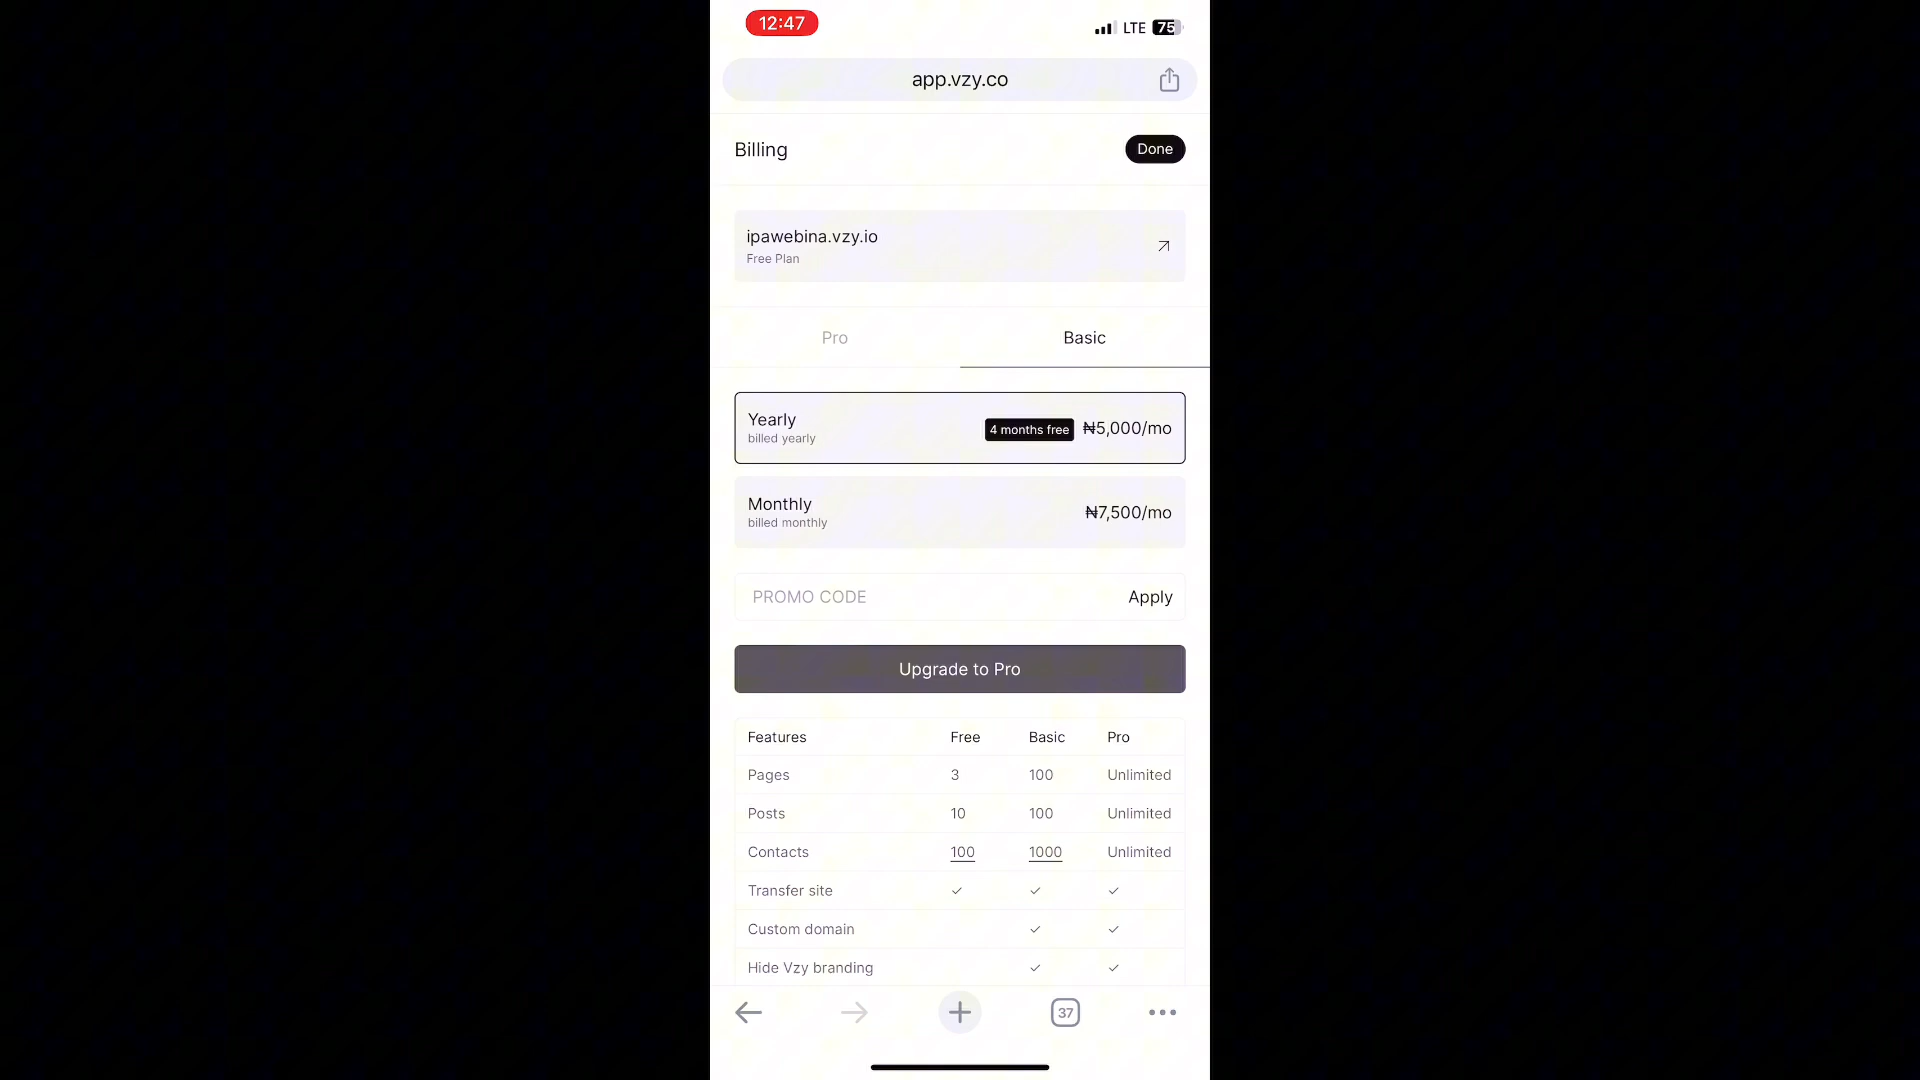 12:47
LTE 75
app.vzy.co
Billing
Done
ipawebina.vzy.io
Free Plan
Pro
Basic
Yearly
billed yearly
4 months free
₦5,000/mo
Monthly
billed monthly
₦7,500/mo
PROMO CODE
Apply
Upgrade to Pro
Features Free Basic Pro
Pages 3 100 Unlimited
Posts 10 100 Unlimited
Contacts 100 1000 Unlimited
Transfer site ✓ ✓ ✓
Custom domain ✓ ✓
Hide Vzy branding ✓ ✓
37